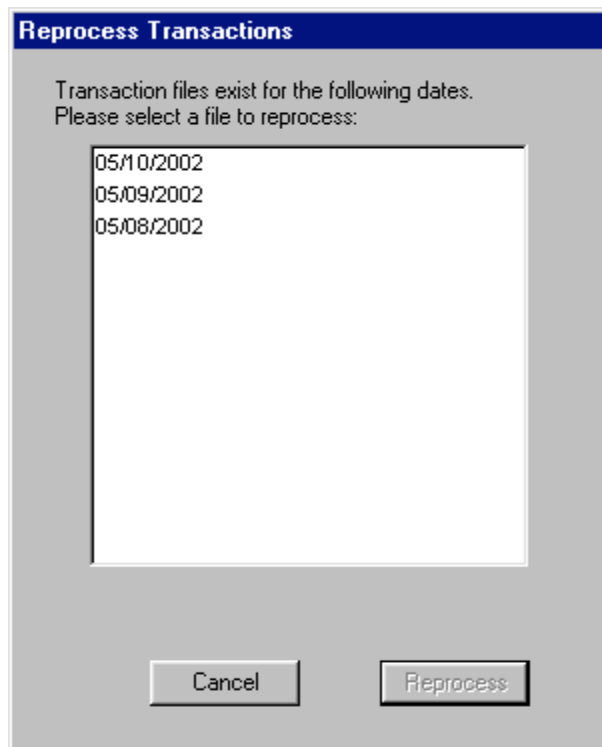 Reprocess Transactions
Transaction files exist for the following dates.
Please select a file to reprocess:
05/10/2002
05/09/2002
05/08/2002
Cancel
Reprocess